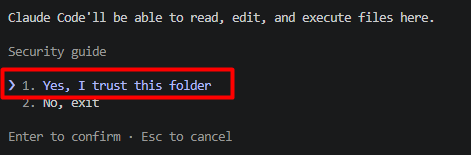 Claude Code'll be able to read, edit, and execute files here.
Security guide
❯ 1. Yes, I trust this folder
2. No, exit
Enter to confirm · Esc to cancel